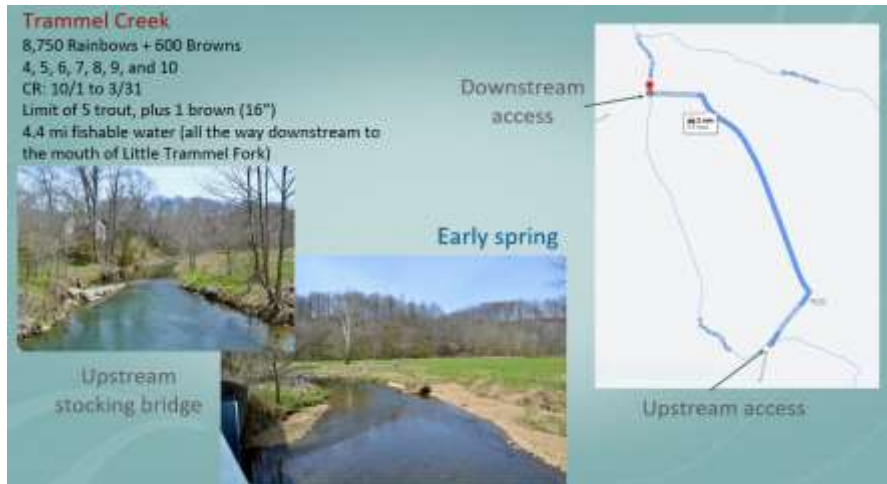 Trammel Creek
8,750 Rainbows + 600 Browns
4, 5, 6, 7, 8, 9, and 10
CR: 10/1 to 3/31
Limit of 5 trout, plus 1 brown (16")
4.4 mi fishable water (all the way downstream to
the mouth of Little Trammel Fork)
Downstream
access
Early spring
Upstream
stocking bridge
Upstream access